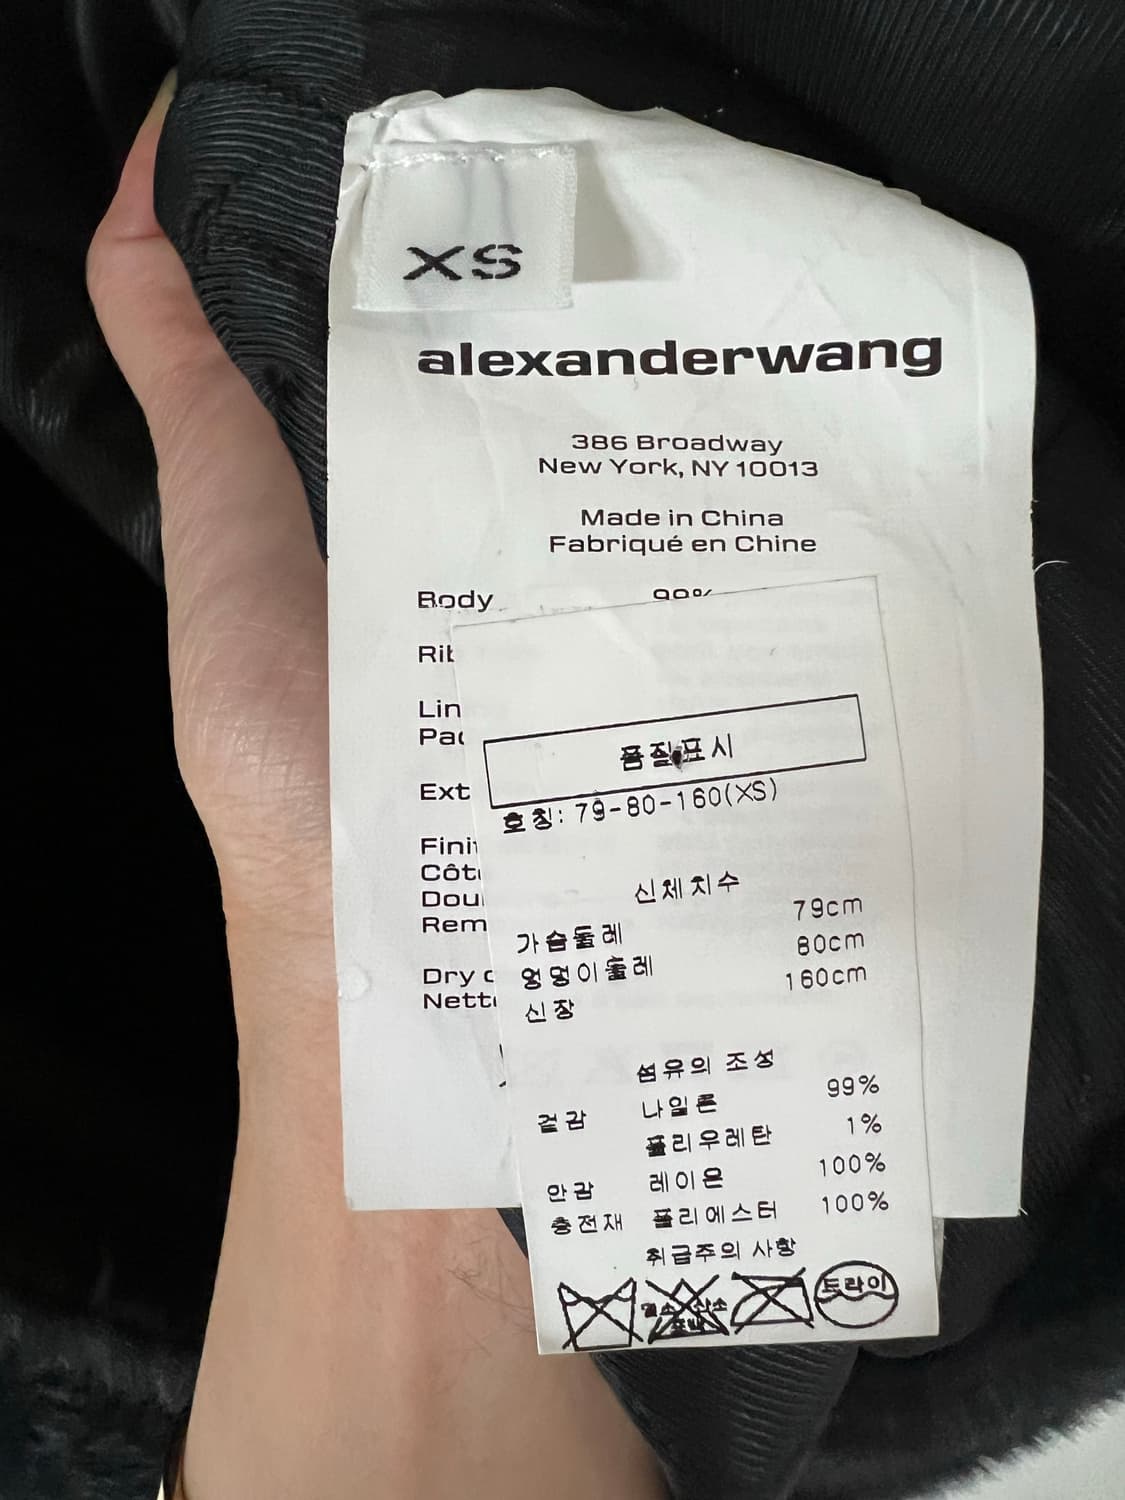 XS
alexanderwang
386 Broadway
New York, NY 10013
Made in China
Fabriqué en Chine
Body 99%
품질표시
호칭: 79-80-160(XS)
신체치수
가슴둘레 79cm
엉덩이둘레 80cm
신장 160cm
섬유의 조성
겉감 나일론 99%
폴리우레탄 1%
안감 레이온 100%
충전재 폴리에스터 100%
취급주의 사항
드라이